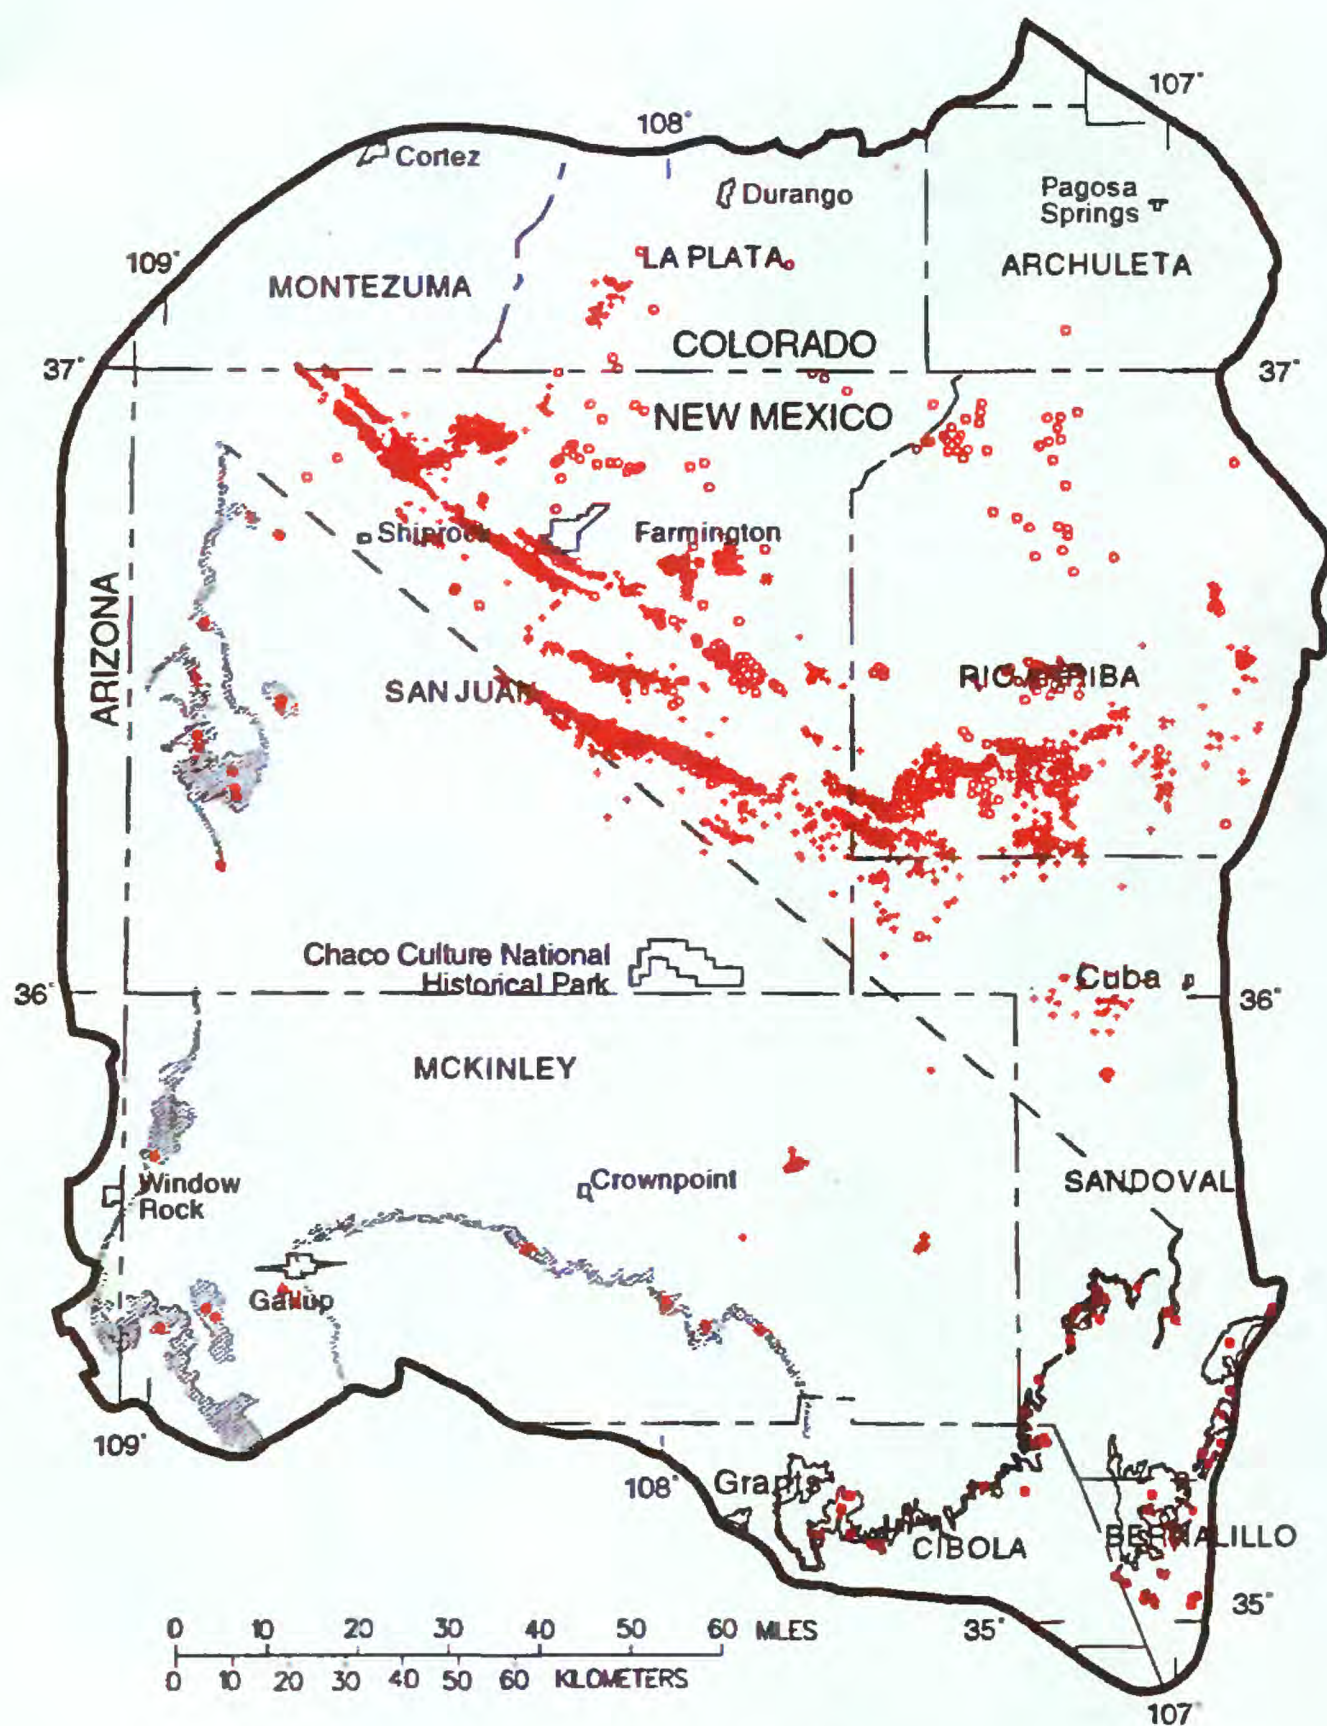 107°
108°
Cortez
Durango
Pagosa
Springs
109°
LA PLATA
ARCHULETA
MONTEZUMA
COLORADO
37°
37°
NEW MEXICO
Shiprock
Farmington
ARIZONA
SAN JUAN
RIO ARRIBA
Chaco Culture National
Historical Park
Cuba
36°
36°
MCKINLEY
Window
Rock
Crownpoint
SANDOVAL
Gallup
109°
108°
Grants
CIBOLA
BERNALILLO
35°
35°
0 10 20 30 40 50 60 MILES
0 10 20 30 40 50 60 KILOMETERS
107°